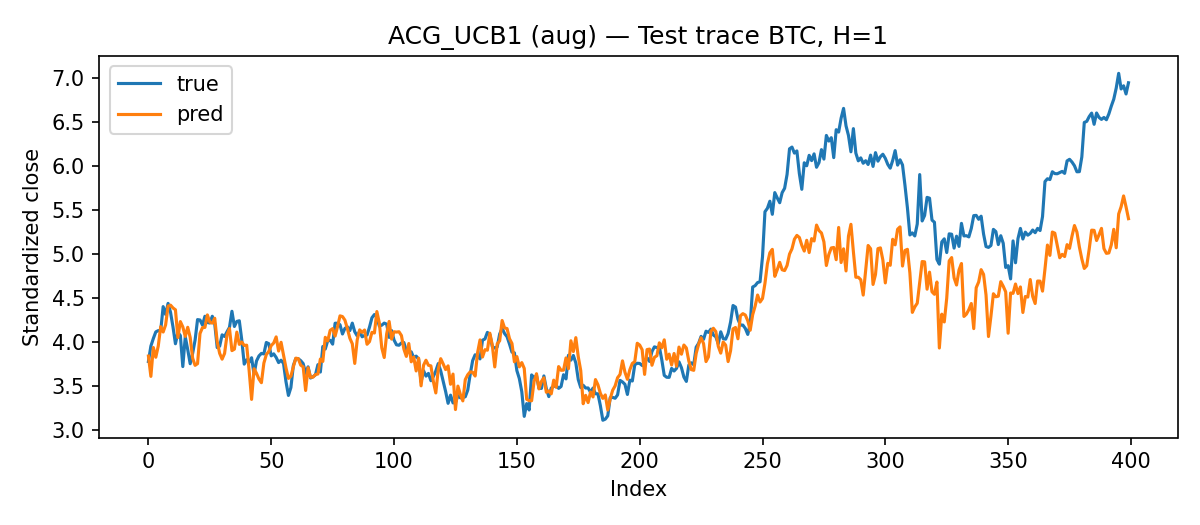 ACG_UCB1 (aug) — Test trace BTC, H=1
true
pred
Standardized close
7.0
6.5
6.0
5.5
5.0
4.5
4.0
3.5
3.0
0 50 100 150 200 250 300 350 400
Index